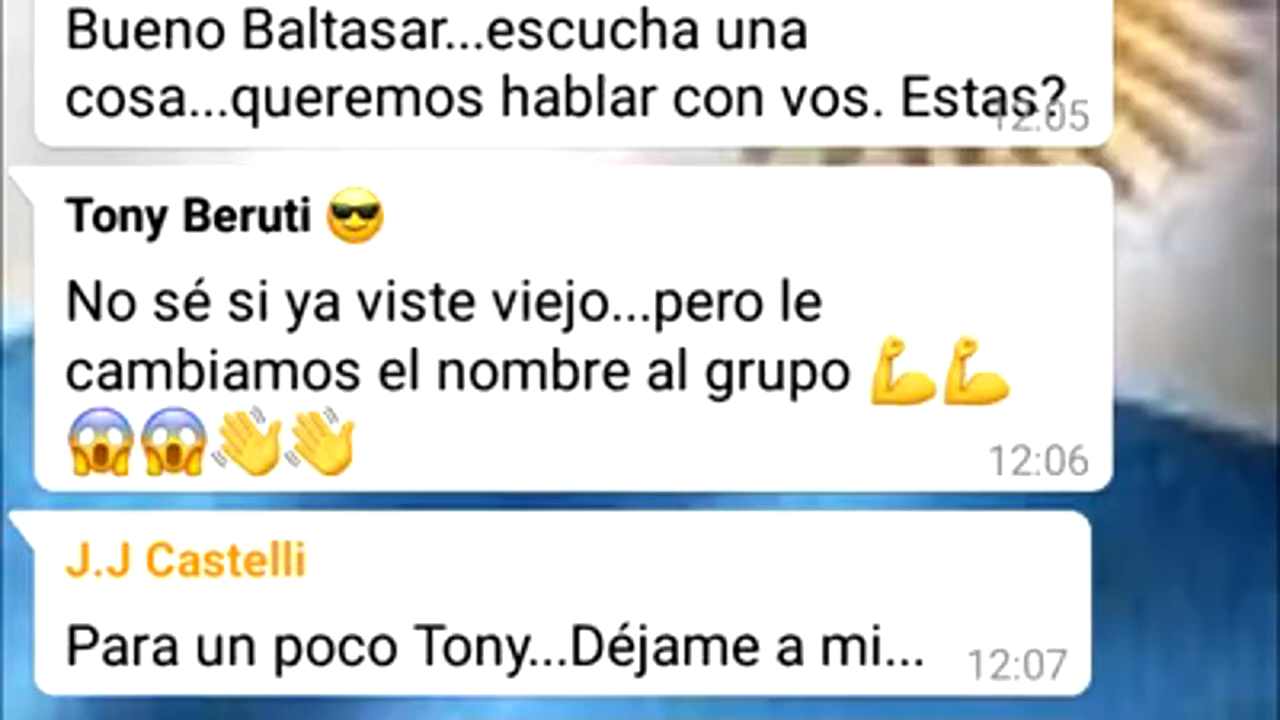 Bueno Baltasar...escucha una
cosa...queremos hablar con vos. Estas?
12:05
Tony Beruti 😎
No sé si ya viste viejo...pero le
cambiamos el nombre al grupo 💪💪
😱😱👋👋
12:06
J.J Castelli
Para un poco Tony...Déjame a mi...
12:07